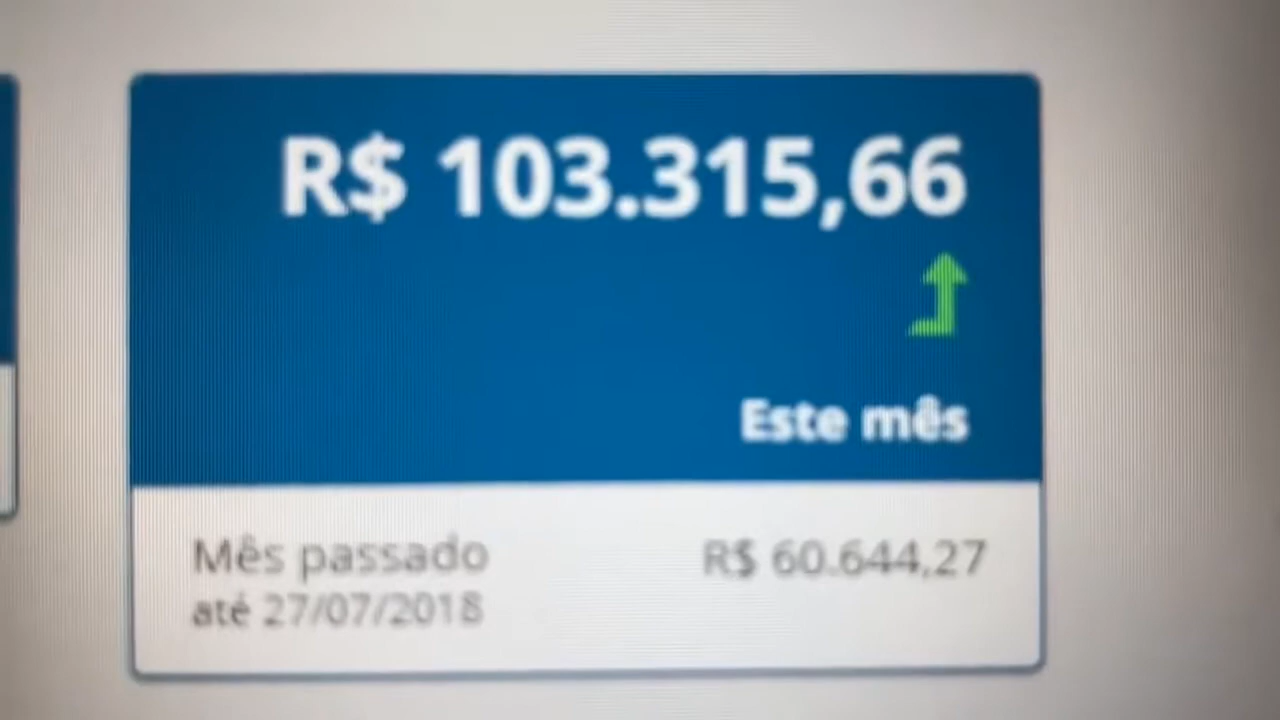 R$ 103.315,66
Este mês
Mês passado R$ 60.644,27
até 27/07/2018